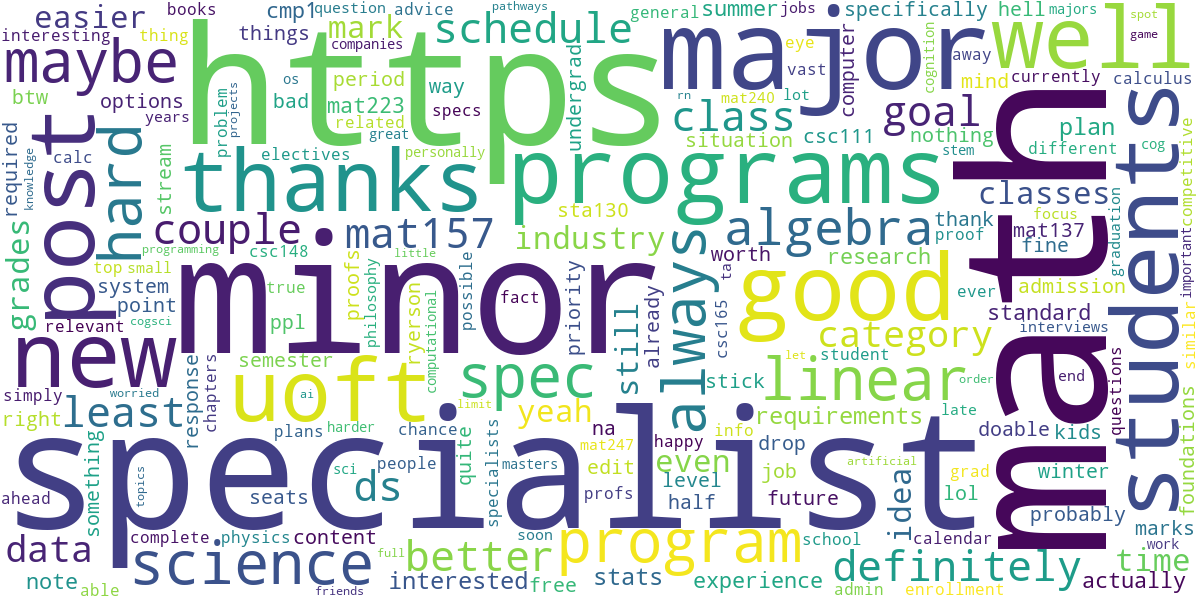 easier
interesting
books
thing
cmp1
question
advice
pathways
things
mark
companies
schedule
general
summer
jobs
specifically
hell
majors
spot
game
maybe
https
major
well
btw
options
years
os
bad
period
mat223
related
great
way
specs
undergrad
problem
projects
eye
vast
computer
cognition
away
mind
currently
calculus
rn
mat240
lot
class
situation
csc111
goal
nothing
stem
plan
different
cog
important
competitive
required
knowledge
calc
post
hard
stream
electives
personally
thanks
programs
sta130
industry
always
algebra
thank
proof
classes
mat137
focus
fine
math
students
graduation
similar
grades
programming
couple
csc148
mat157
little
top
small
system
point
relevant
cogsci
true
ppl
proofs
philosophy
ryerson
computational
possible
minor
fact
priority
still
already
worth
ta
csc165
research
good
category
ever
admission
standard
interviews
new
simply
worried
response
chapters
semester
uoft
ai
spec
stick
let
student
linear
order
end
questions
right
least
plans
harder
chance
limit
yeah
na
mat247
edit
masters
info
happy
requirements
drop
late
doable
kids
foundations
something
topics
specialist
sci
people
quite
specialists
profs
even
level
half
job
future
artificial
idea
grad
lol
winter
probably
marks
ahead
ds
seats
data
complete
physics
content
full
soon
better
program
school
calendar
work
note
able
science
friends
interested
free
stats
experience
admin
definitely
enrollment
time
actually